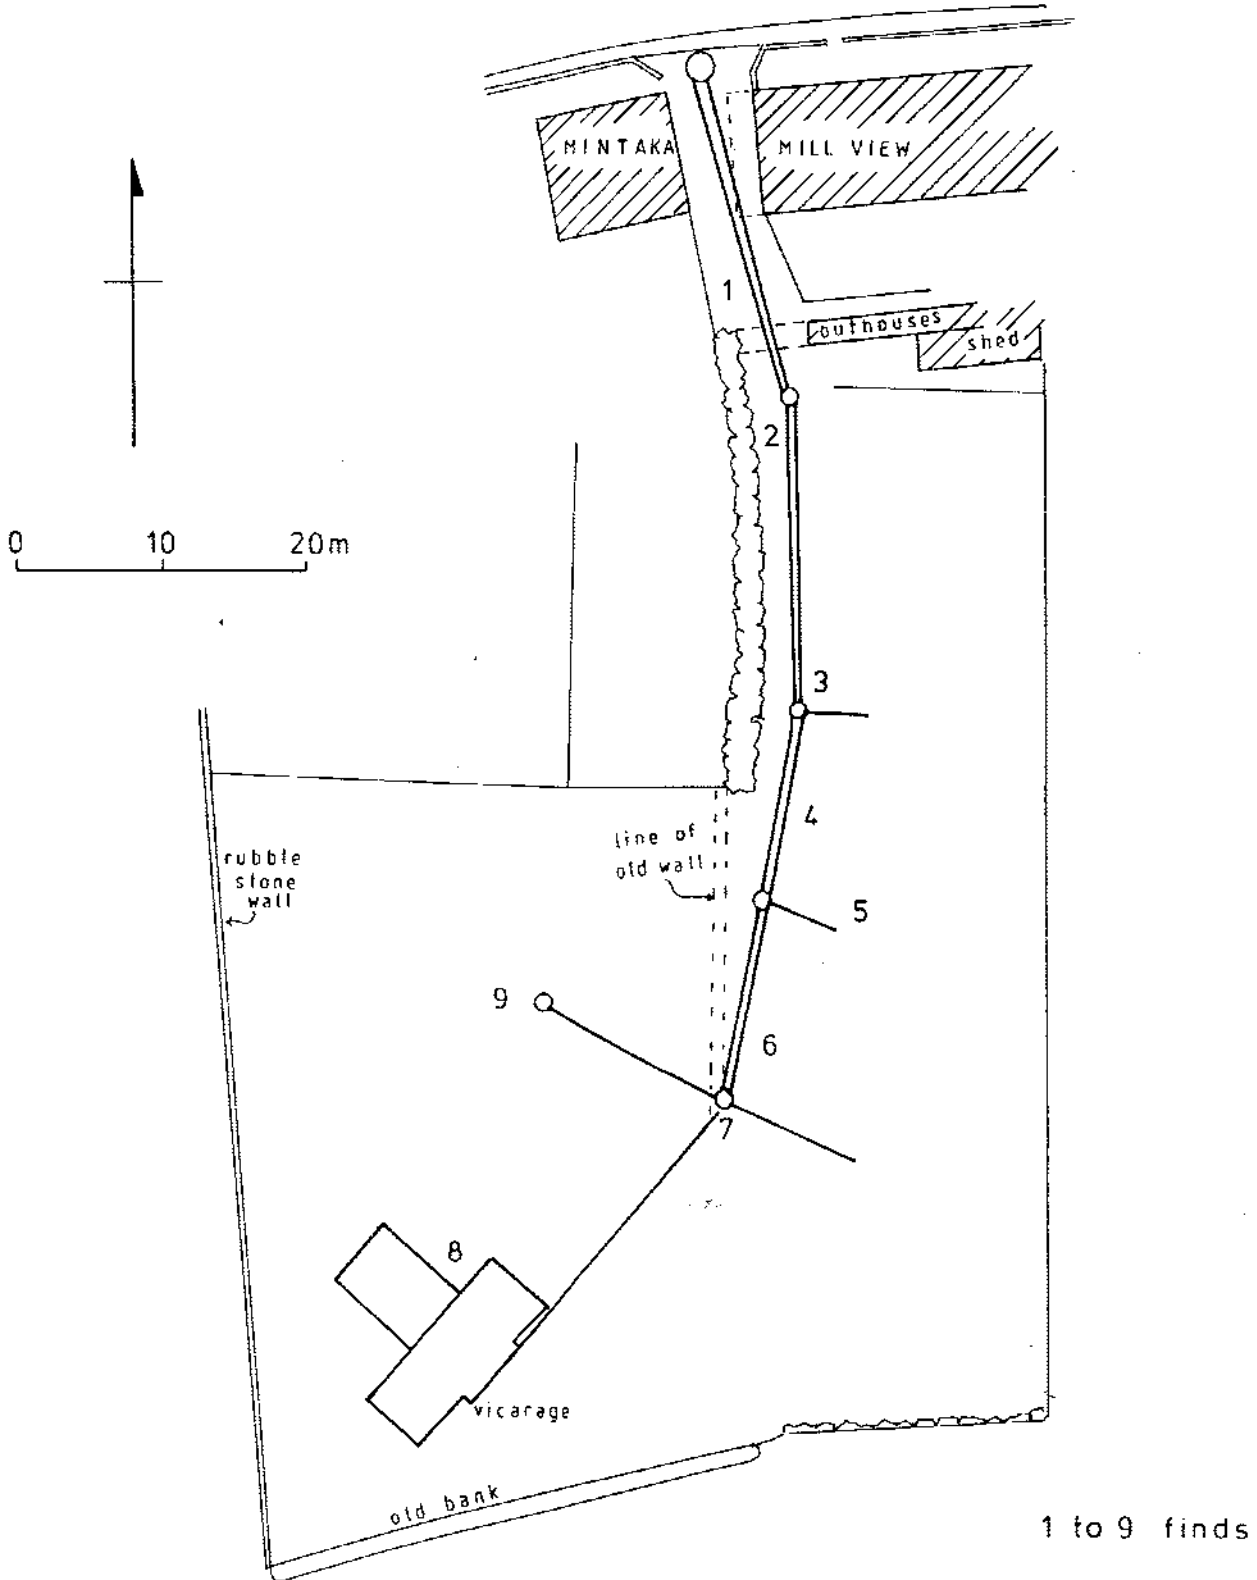 MINTAKA
MILL VIEW
1
outhouses
shed
2
0 10 20m
3
4
line of
old wall
rubble
stone
wall
5
9
6
7
8
vicarage
old bank
1 to 9 finds